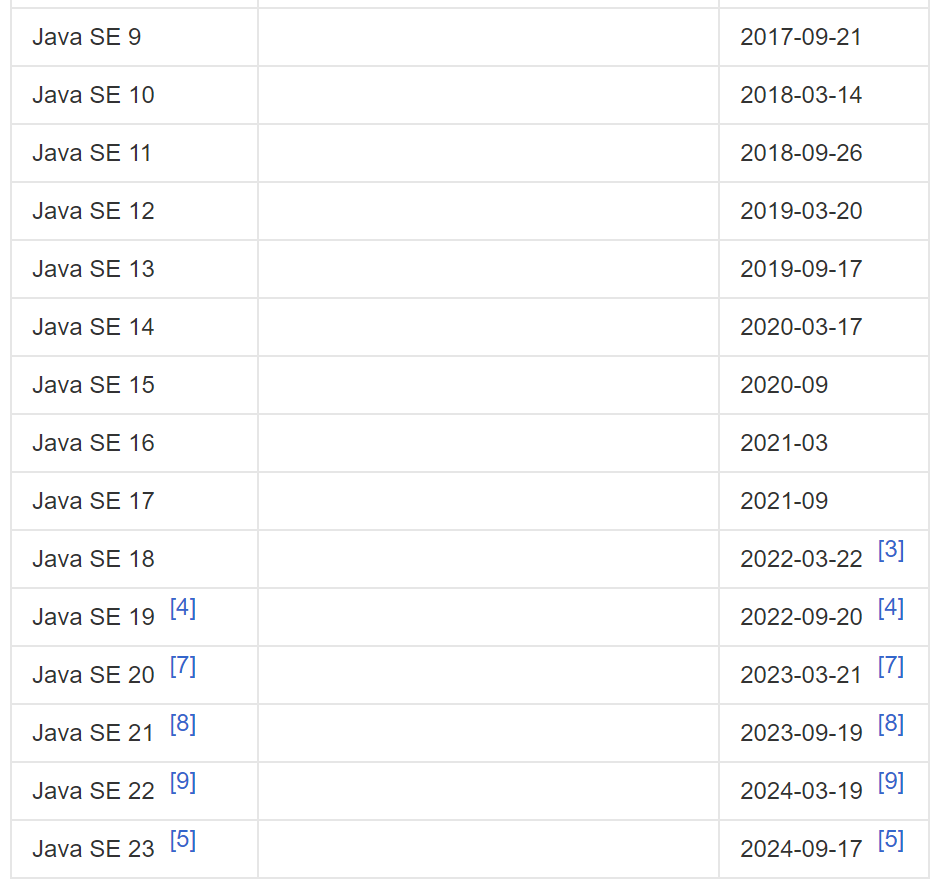 Java SE 9 2017-09-21
Java SE 10 2018-03-14
Java SE 11 2018-09-26
Java SE 12 2019-03-20
Java SE 13 2019-09-17
Java SE 14 2020-03-17
Java SE 15 2020-09
Java SE 16 2021-03
Java SE 17 2021-09
Java SE 18 2022-03-22 [3]
Java SE 19 [4] 2022-09-20 [4]
Java SE 20 [7] 2023-03-21 [7]
Java SE 21 [8] 2023-09-19 [8]
Java SE 22 [9] 2024-03-19 [9]
Java SE 23 [5] 2024-09-17 [5]